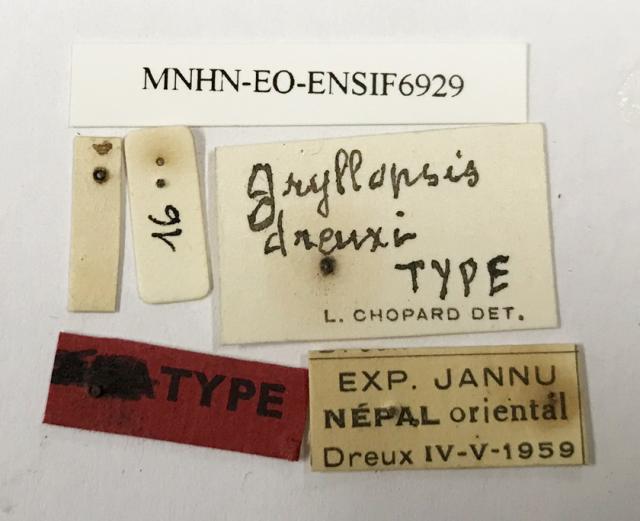 MNHN-EO-ENSIF6929
16
Gryllopsis
dreuxi
TYPE
L. CHOPARD DET.
TYPE
EXP. JANNU
NÉPAL oriental
Dreux IV-V-1959